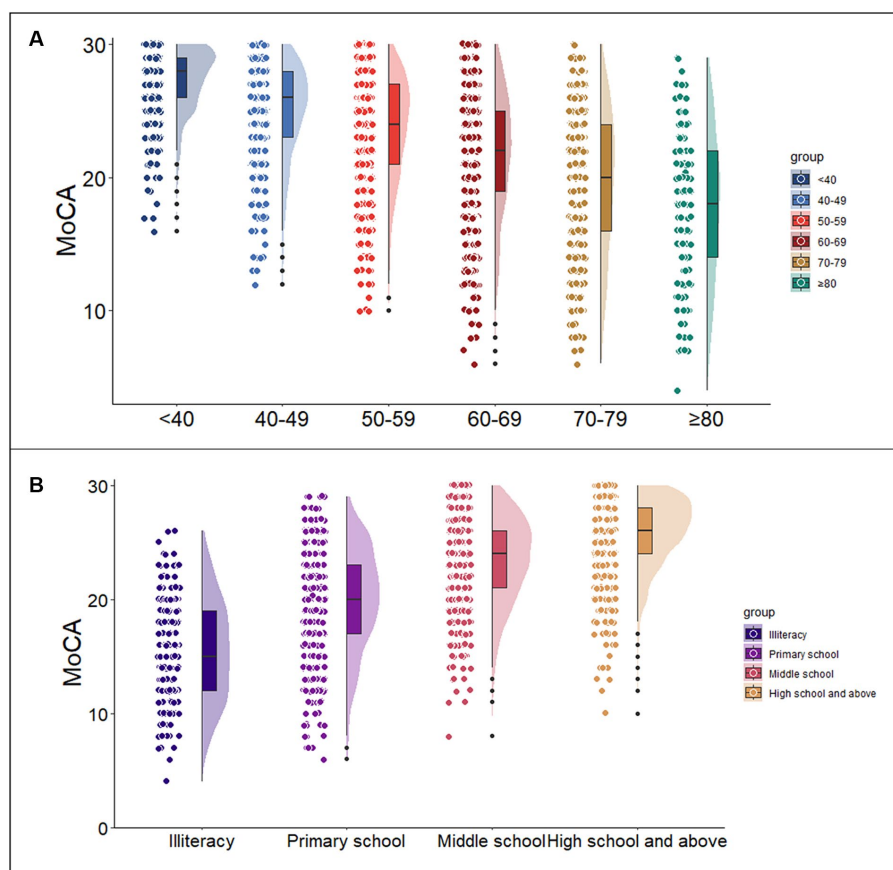 A
30
20
10
MoCA
<40
40-49
50-59
60-69
70-79
≥80
group
<40
40-49
50-59
60-69
70-79
≥80
B
30
20
10
0
MoCA
Illiteracy
Primary school
Middle school
High school and above
group
Illiteracy
Primary school
Middle school
High school and above